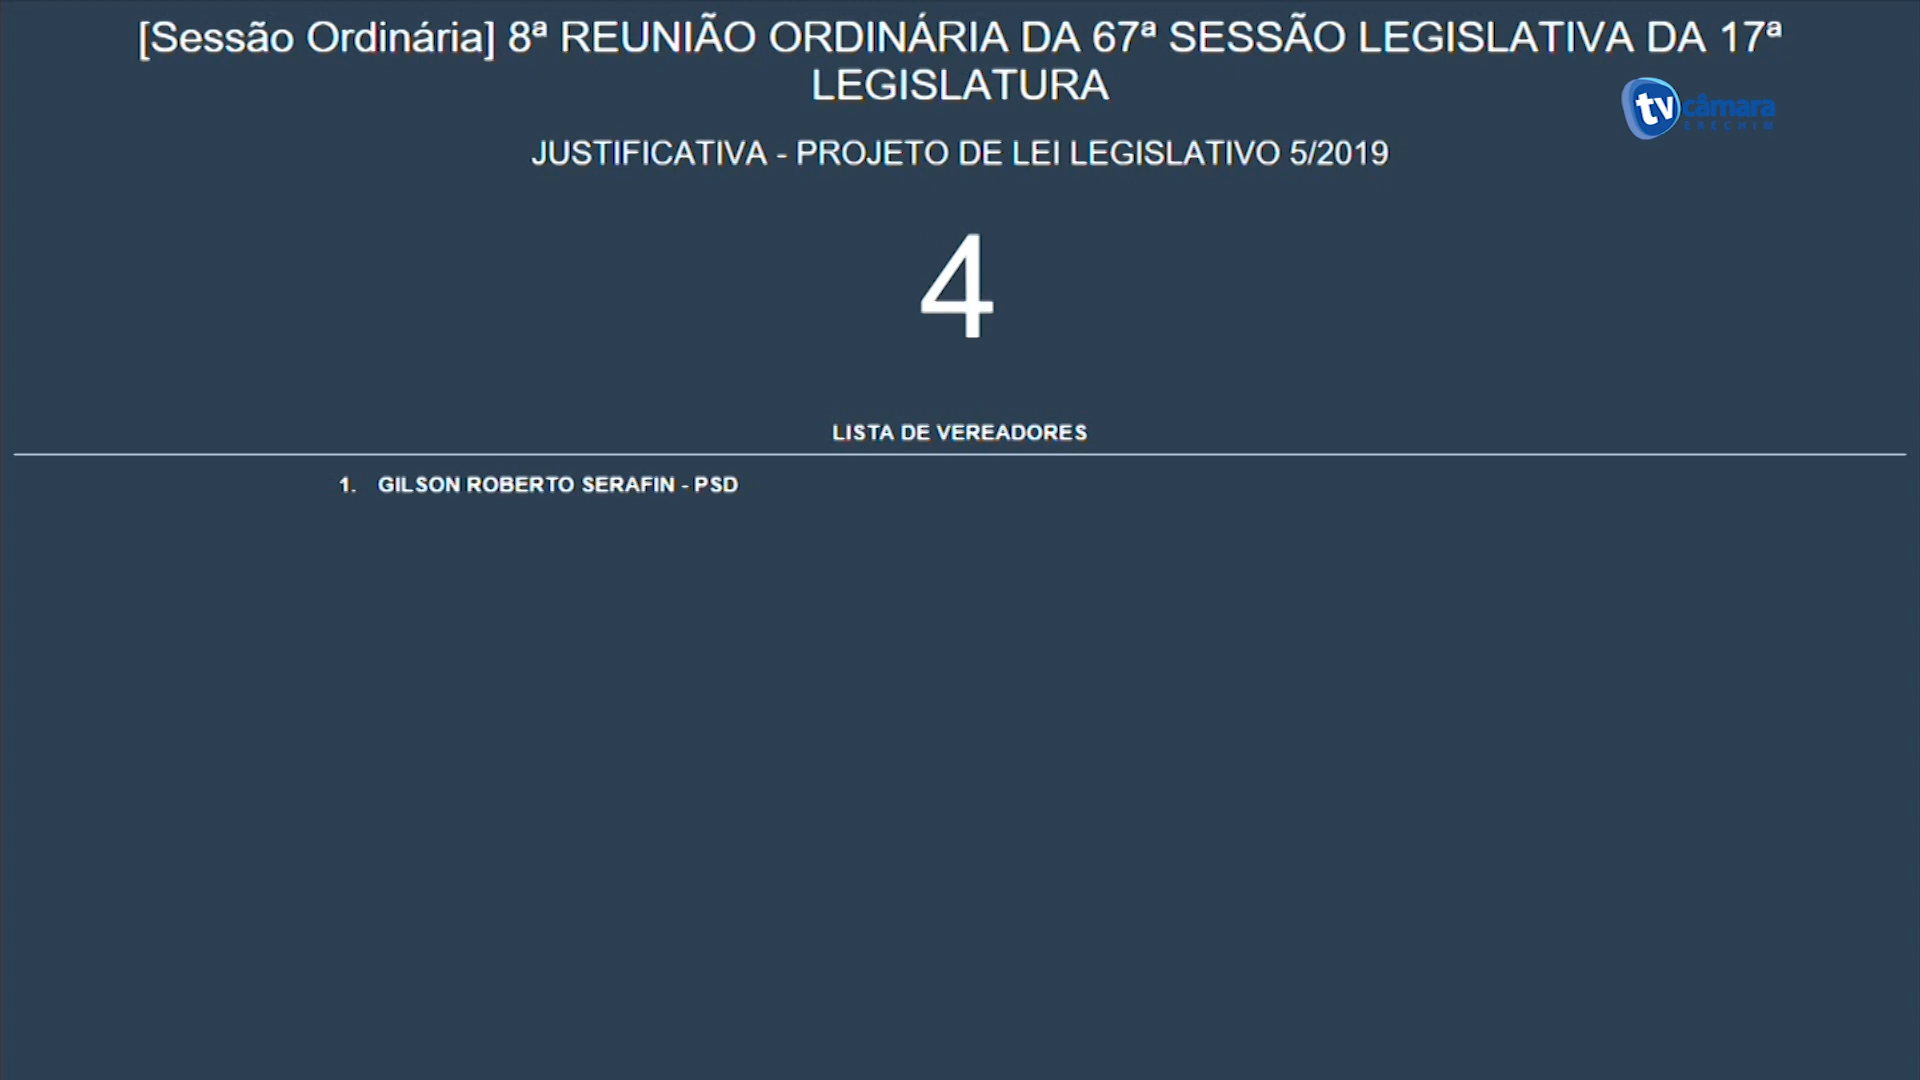 [Sessão Ordinária] 8ª REUNIÃO ORDINÁRIA DA 67ª SESSÃO LEGISLATIVA DA 17ª
LEGISLATURA
tv câmara
ERECHIM
JUSTIFICATIVA - PROJETO DE LEI LEGISLATIVO 5/2019
4
LISTA DE VEREADORES
1. GILSON ROBERTO SERAFIN - PSD